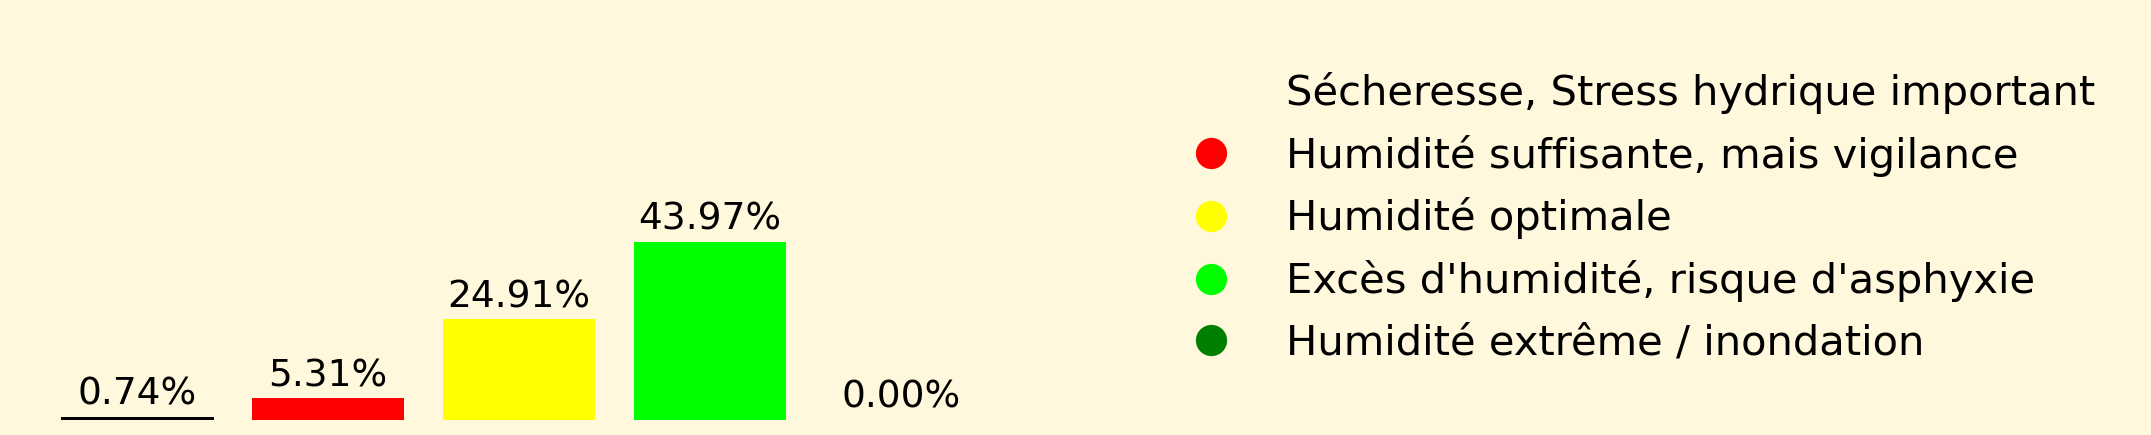 0.74%
5.31%
24.91%
43.97%
0.00%
Sécheresse, Stress hydrique important
Humidité suffisante, mais vigilance
Humidité optimale
Excès d'humidité, risque d'asphyxie
Humidité extrême / inondation